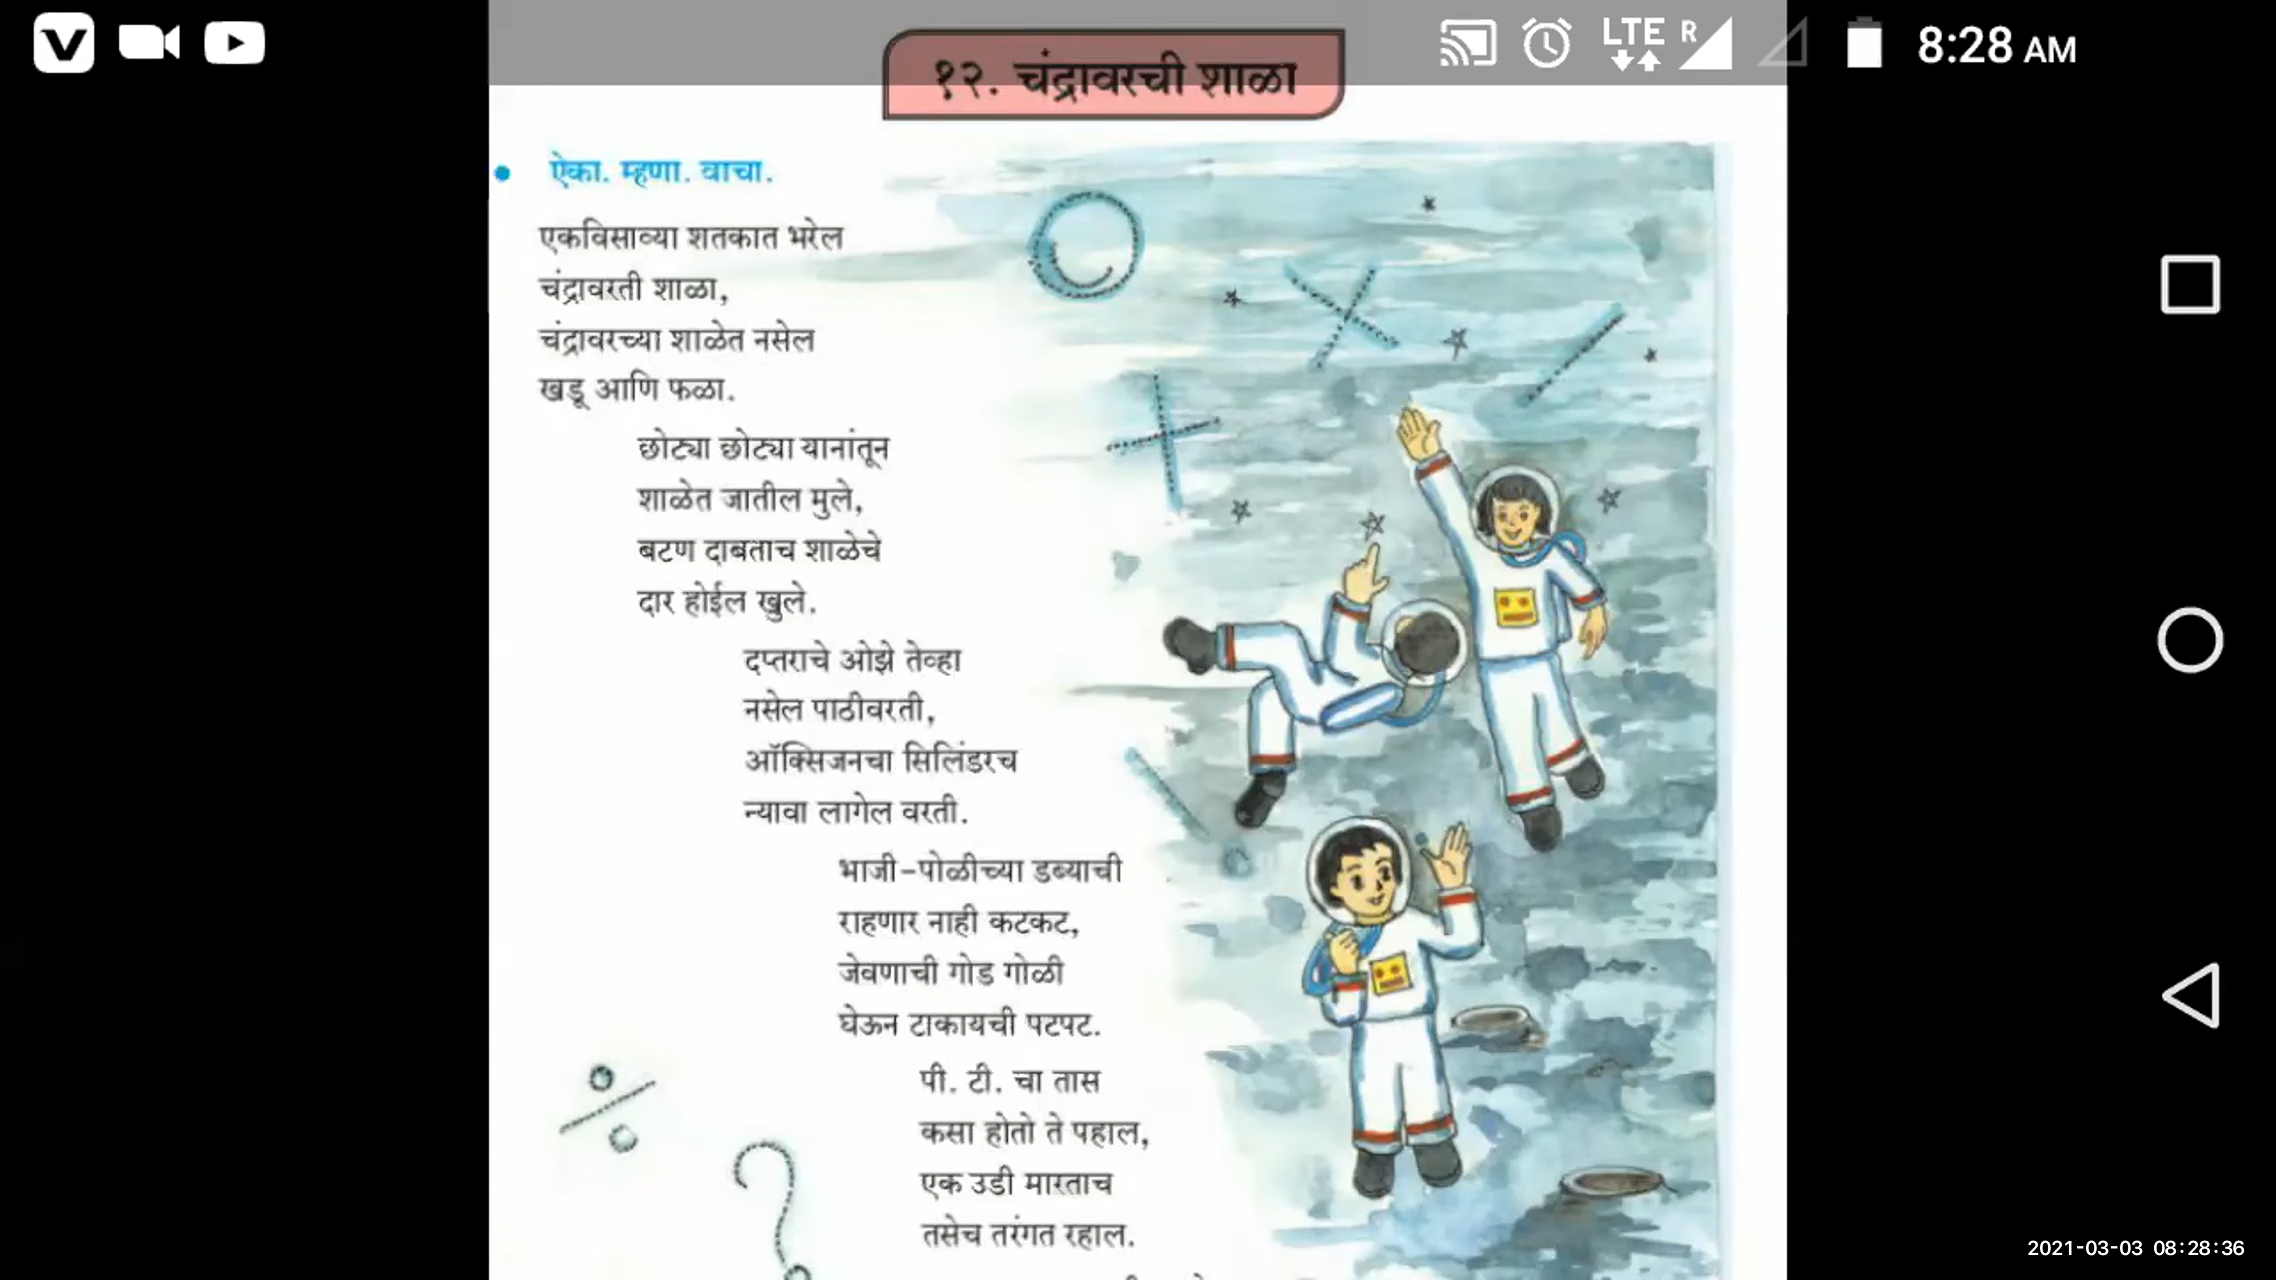 LTE R 8:28 AM
१२. चंद्रावरची शाळा
• ऐका. म्हणा. वाचा.
एकविसाव्या शतकात भरेल
चंद्रावरती शाळा,
चंद्रावरच्या शाळेत नसेल
खडू आणि फळा.
छोट्या छोट्या यानांतून
शाळेत जातील मुले,
बटण दाबताच शाळेचे
दार होईल खुले.
दप्तराचे ओझे तेव्हा
नसेल पाठीवरती,
ऑक्सिजनचा सिलिंडरच
न्यावा लागेल वरती.
भाजी-पोळीच्या डब्याची
राहणार नाही कटकट,
जेवणाची गोड गोळी
घेऊन टाकायची पटपट.
पी. टी. चा तास
कसा होतो ते पहाल,
एक उडी मारताच
तसेच तरंगत रहाल.
2021-03-03 08:28:36